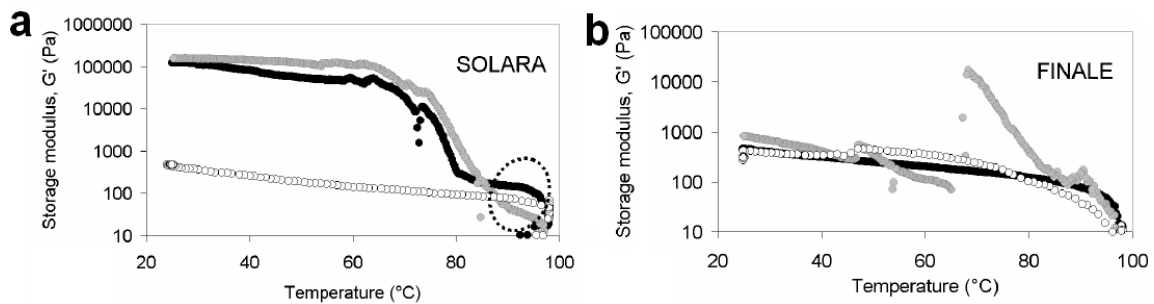 a
Storage modulus, G' (Pa)
1000000
100000
10000
1000
100
10
SOLARA
20 40 60 80 100
Temperature (°C)
b
Storage modulus, G' (Pa)
100000
10000
1000
100
10
FINALE
20 40 60 80 100
Temperature (°C)